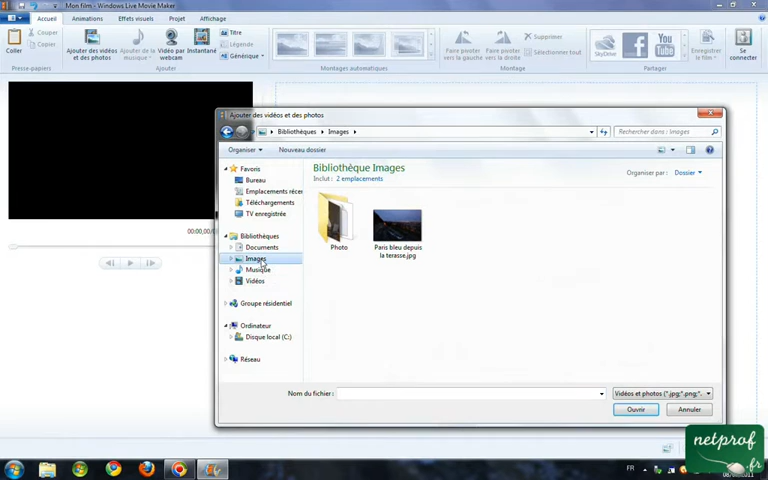 Mon film - Windows Live Movie Maker
Accueil Animations Effets visuels Projet Affichage
Coller
Couper
Copier
Presse-papiers
Ajouter des vidéos
et des photos
Ajouter
de la musique
Vidéo
webcam
Instantané
Titre
Légende
Générique
Ajouter
Montages automatiques
Faire pivoter
vers la gauche
Faire pivoter
vers la droite
Supprimer
Sélectionner tout
Montage
SkyDrive
Partager
Enregistrer
le film
Se
connecter
Ajouter des vidéos et des photos
Bibliothèques Images
Rechercher dans : Images
Organiser Nouveau dossier
Favoris
Bureau
Emplacements réce
Téléchargements
TV enregistrée
Bibliothèques
Documents
Images
Musique
Vidéos
Groupe résidentiel
Ordinateur
Disque local (C:)
Réseau
Bibliothèque Images
Inclut : 2 emplacements
Organiser par : Dossier
Photo
Paris bleu depuis
la terasse.jpg
Nom du fichier :
Vidéos et photos (*.jpg;*.png;*.
Ouvrir Annuler
FR
netprof
.fr